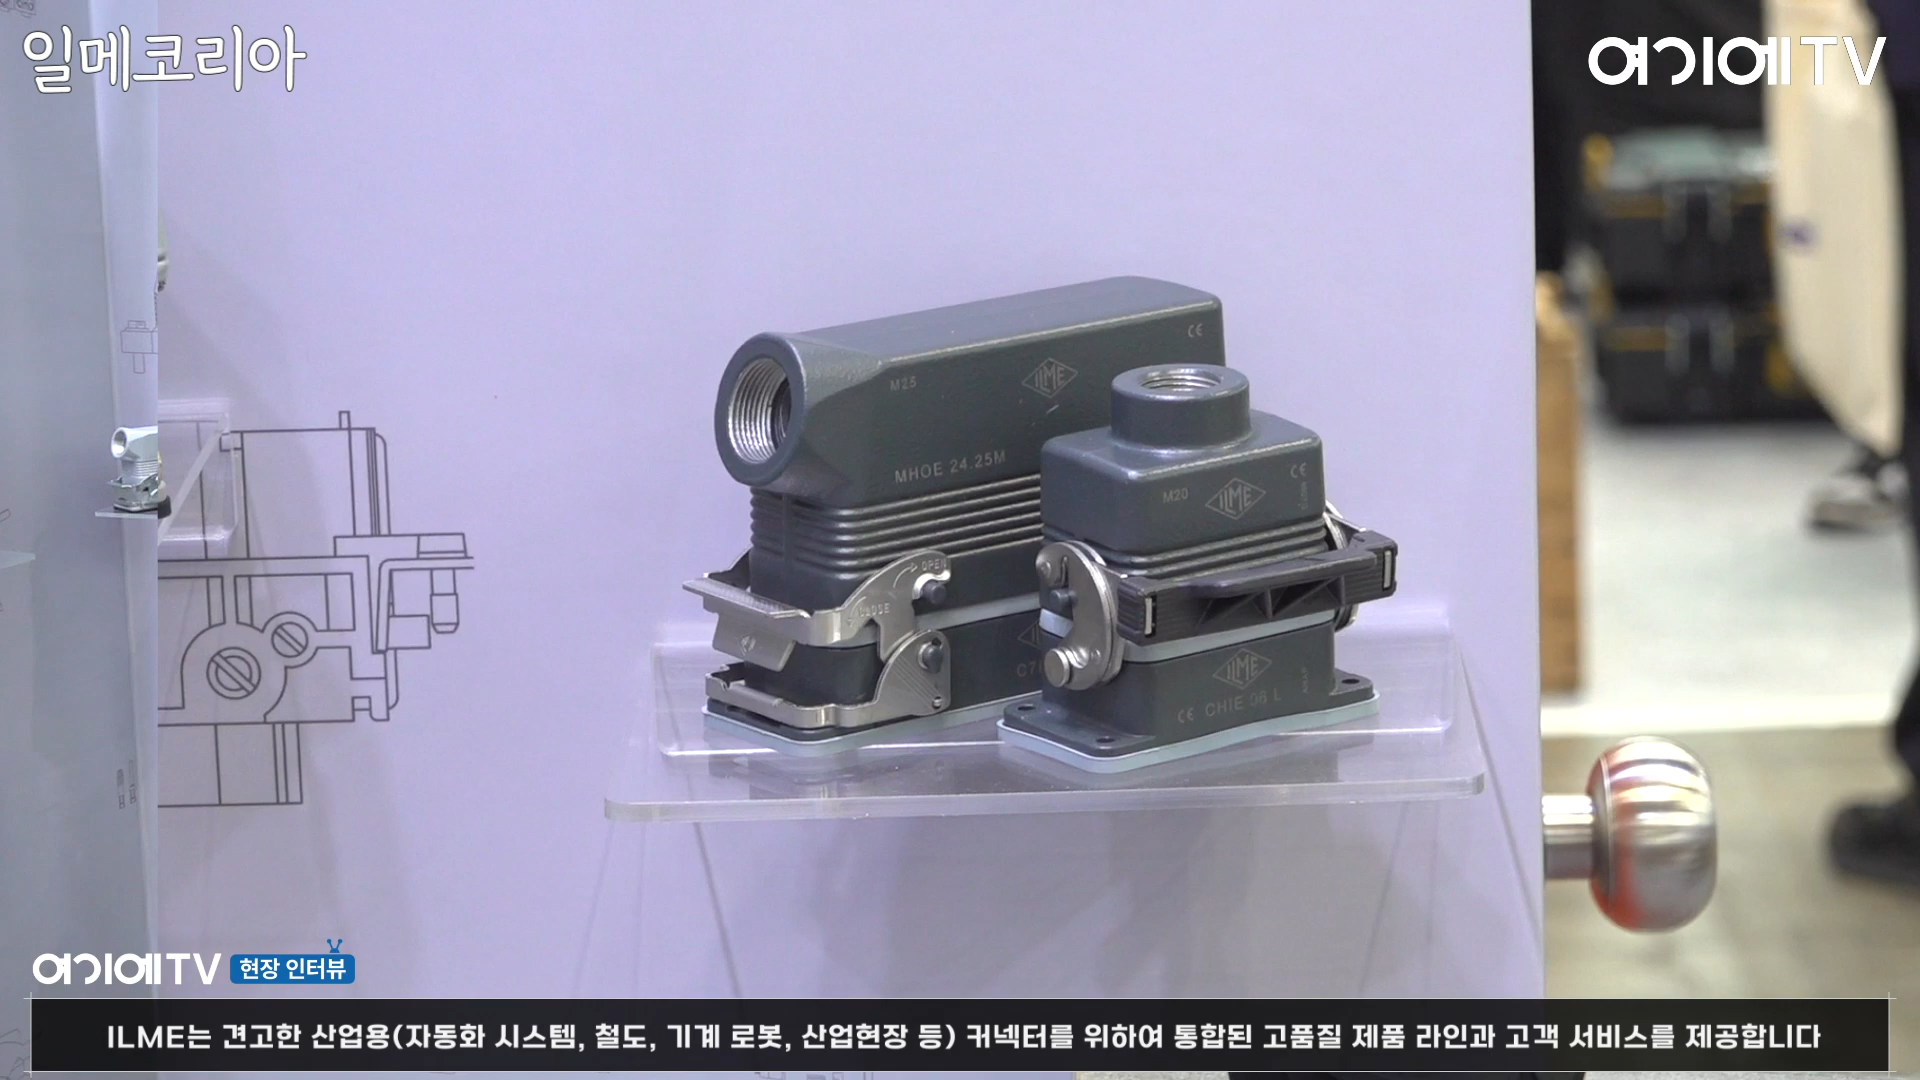 일메코리아
여기에TV
CE
M25
ILME
MHOE 24.25M
CE
M20
ILME
OPEN
CLOSE
ILME
C7
CE CHIE 06 L
여기에TV 현장 인터뷰
ILME는 견고한 산업용(자동화 시스템, 철도, 기계 로봇, 산업현장 등) 커넥터를 위하여 통합된 고품질 제품 라인과 고객 서비스를 제공합니다